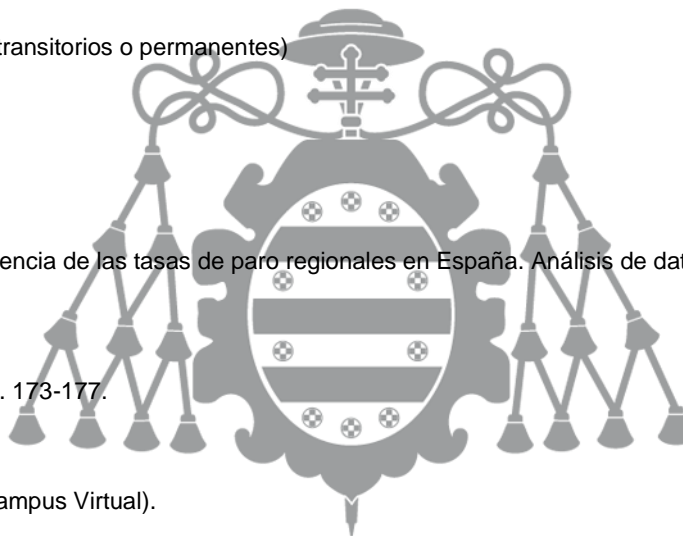 transitorios o permanentes)
encia de las tasas de paro regionales en España. Análisis de dat
. 173-177.
ampus Virtual).